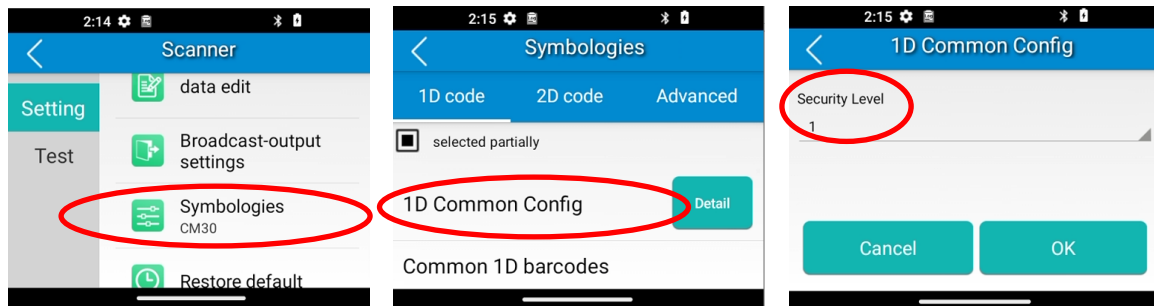 2:14
Scanner
Setting
Test
data edit
Broadcast-output
settings
Symbologies
CM30
Restore default
2:15
Symbologies
1D code
2D code
Advanced
selected partially
1D Common Config
Detail
Common 1D barcodes
2:15
1D Common Config
Security Level
1
Cancel
OK